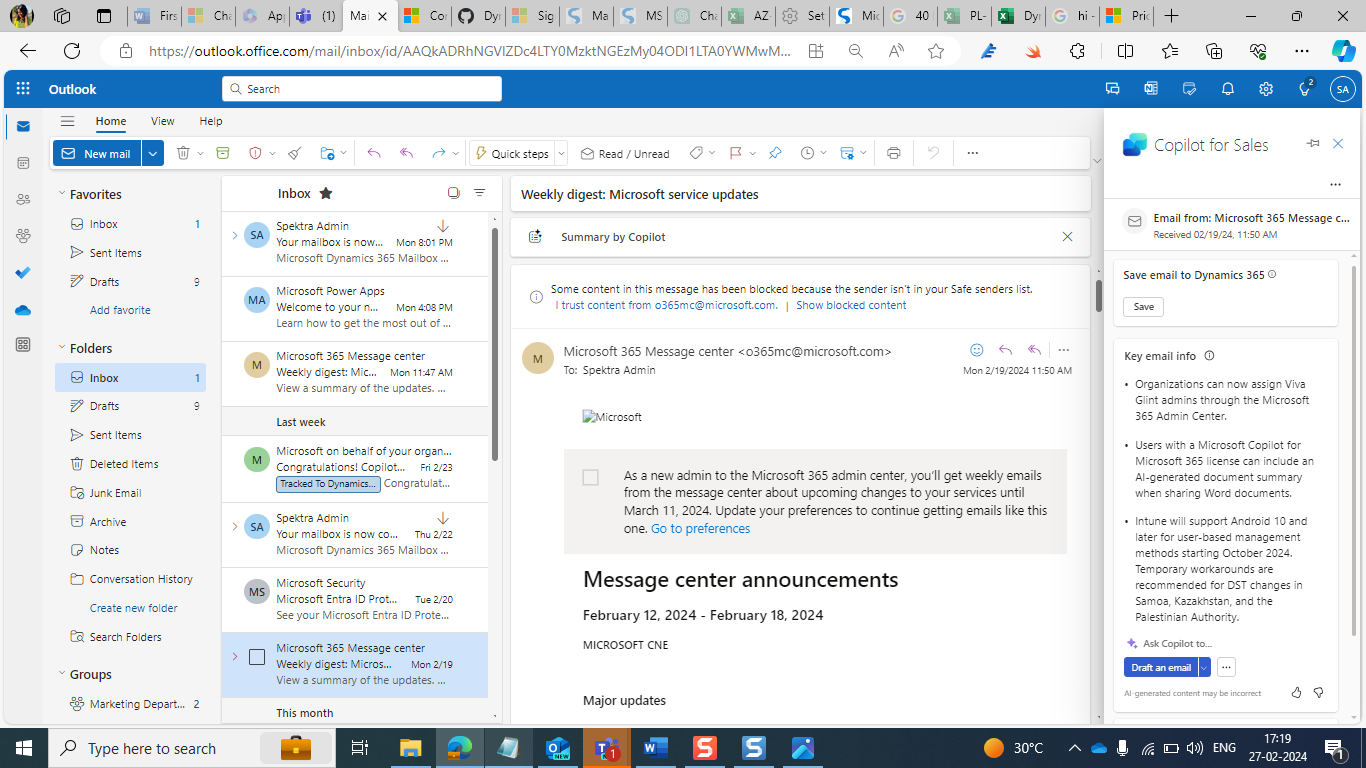 Firs
Cha
App
(1)
Mai
Cor
Dyn
Sig
Ma
MS
Cha
AZ-
Set
Mic
40
PL-
Dyn
hi -
Pric
https://outlook.office.com/mail/inbox/id/AAQkADRhNGVlZDc4LTY0MzktNGEzMy04ODI1LTA0YWMwM...
Outlook
Search
2
SA
Home
View
Help
New mail
Quick steps
Read / Unread
Favorites
Inbox 1
Sent Items
Drafts 9
Add favorite
Folders
Inbox 1
Drafts 9
Sent Items
Deleted Items
Junk Email
Archive
Notes
Conversation History
Create new folder
Search Folders
Groups
Marketing Depart... 2
Inbox
SA
Spektra Admin
Your mailbox is now... Mon 8:01 PM
Microsoft Dynamics 365 Mailbox ...
MA
Microsoft Power Apps
Welcome to your n... Mon 4:08 PM
Learn how to get the most out of ...
M
Microsoft 365 Message center
Weekly digest: Mic... Mon 11:47 AM
View a summary of the updates. ...
Last week
M
Microsoft on behalf of your organ...
Congratulations! Copilot... Fri 2/23
Tracked To Dynamics... Congratulat...
SA
Spektra Admin
Your mailbox is now co... Thu 2/22
Microsoft Dynamics 365 Mailbox ...
MS
Microsoft Security
Microsoft Entra ID Prot... Tue 2/20
See your Microsoft Entra ID Prote...
Microsoft 365 Message center
Weekly digest: Micros... Mon 2/19
View a summary of the updates. ...
This month
Weekly digest: Microsoft service updates
Summary by Copilot
Some content in this message has been blocked because the sender isn't in your Safe senders list.
I trust content from o365mc@microsoft.com. | Show blocked content
M
Microsoft 365 Message center <o365mc@microsoft.com>
To: Spektra Admin
Mon 2/19/2024 11:50 AM
Microsoft
As a new admin to the Microsoft 365 admin center, you'll get weekly emails
from the message center about upcoming changes to your services until
March 11, 2024. Update your preferences to continue getting emails like this
one. Go to preferences
Message center announcements
February 12, 2024 - February 18, 2024
MICROSOFT CNE
Major updates
Copilot for Sales
Email from: Microsoft 365 Message c...
Received 02/19/24, 11:50 AM
Save email to Dynamics 365
Save
Key email info
• Organizations can now assign Viva
Glint admins through the Microsoft
365 Admin Center.
• Users with a Microsoft Copilot for
Microsoft 365 license can include an
AI-generated document summary
when sharing Word documents.
• Intune will support Android 10 and
later for user-based management
methods starting October 2024.
Temporary workarounds are
recommended for DST changes in
Samoa, Kazakhstan, and the
Palestinian Authority.
Ask Copilot to...
Draft an email
AI-generated content may be incorrect
Type here to search
NEW
1
30°C
ENG
17:19
27-02-2024
1